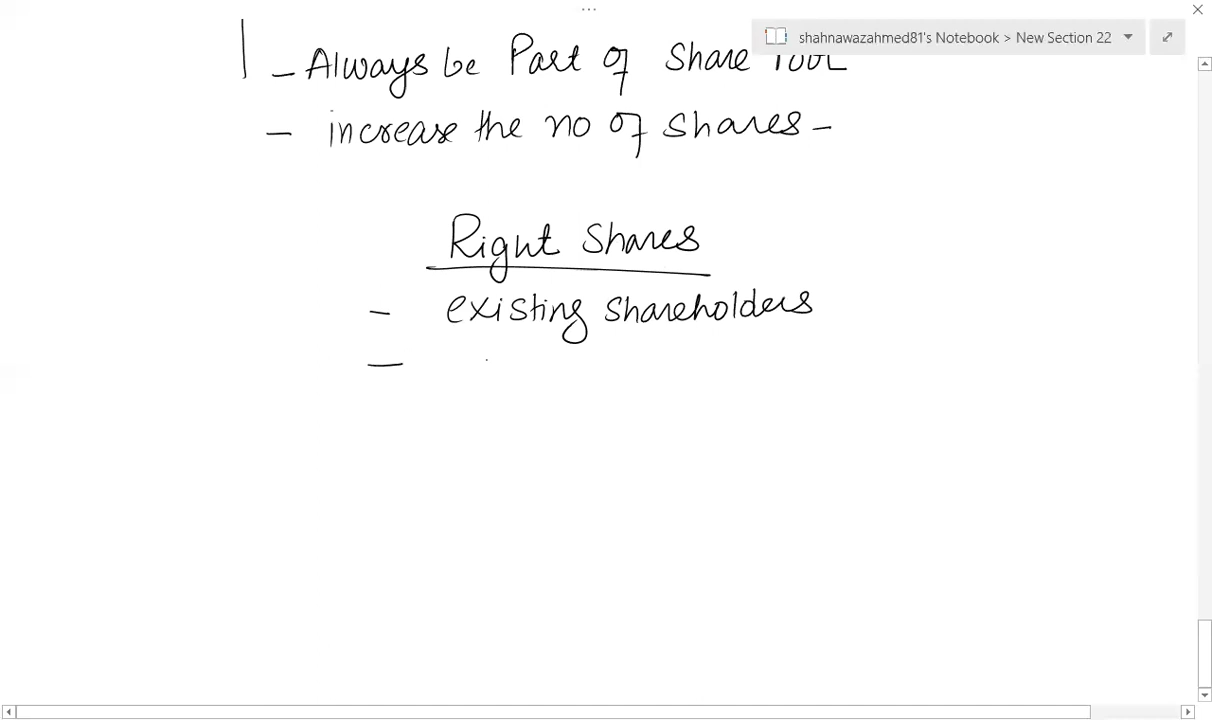 shahnawazahmed81's Notebook > New Section 22
- Always be Part of Share
- increase the no of shares -
Right Shares
- existing shareholders
-